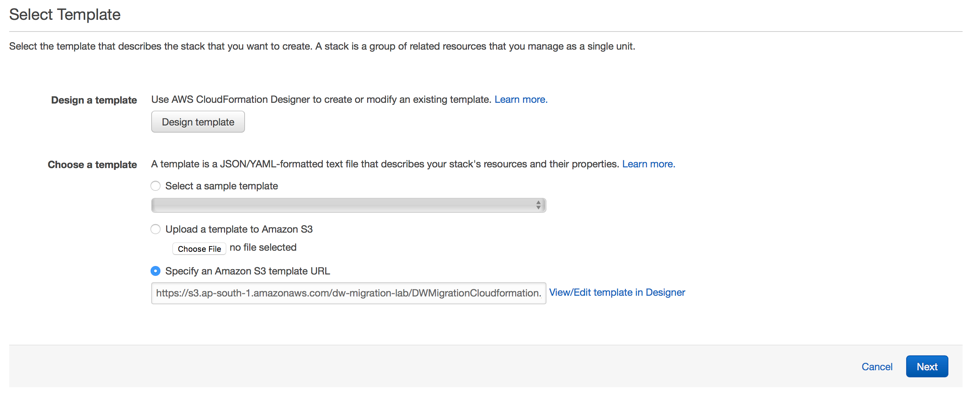 Select Template
Select the template that describes the stack that you want to create. A stack is a group of related resources that you manage as a single unit.
Design a template
Use AWS CloudFormation Designer to create or modify an existing template. Learn more.
Design template
Choose a template
A template is a JSON/YAML-formatted text file that describes your stack's resources and their properties. Learn more.
Select a sample template
Upload a template to Amazon S3
Choose File no file selected
Specify an Amazon S3 template URL
https://s3.ap-south-1.amazonaws.com/dw-migration-lab/DWMigrationCloudformation. View/Edit template in Designer
Cancel Next